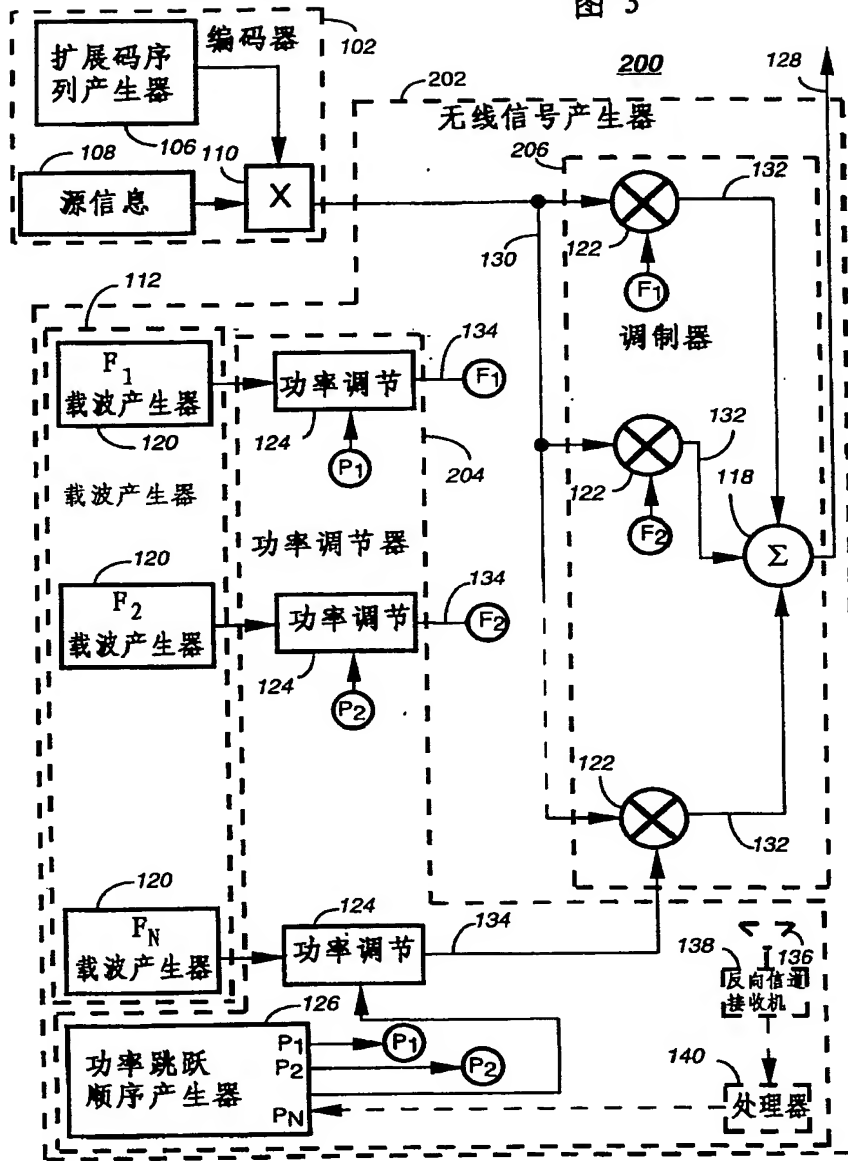 图 3
扩展码序
列产生器
编码器
102
106
108
源信息
110
X
200
202
无线信号产生器
128
206
132
122
F1
130
调制器
132
122
F2
118
Σ
122
132
112
F1
载波产生器
120
载波产生器
功率调节
124
134
F1
P1
204
功率调节器
120
F2
载波产生器
功率调节
124
134
F2
P2
120
FN
载波产生器
124
功率调节
134
126
功率跳跃
顺序产生器
P1
P2
PN
P1
P2
136
138
反向信道
接收机
140
处理器